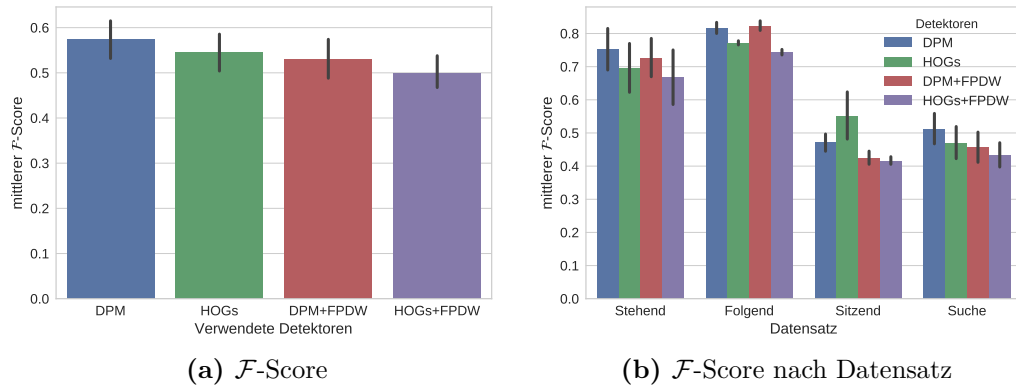 0.6
0.5
0.4
0.3
0.2
0.1
0.0
mittlerer F-Score
DPM HOGs DPM+FPDW HOGs+FPDW
Verwendete Detektoren
(a) F-Score
0.8
0.7
0.6
0.5
0.4
0.3
0.2
0.1
0.0
mittlerer F-Score
Detektoren
DPM
HOGs
DPM+FPDW
HOGs+FPDW
Stehend Folgend Sitzend Suche
Datensatz
(b) F-Score nach Datensatz